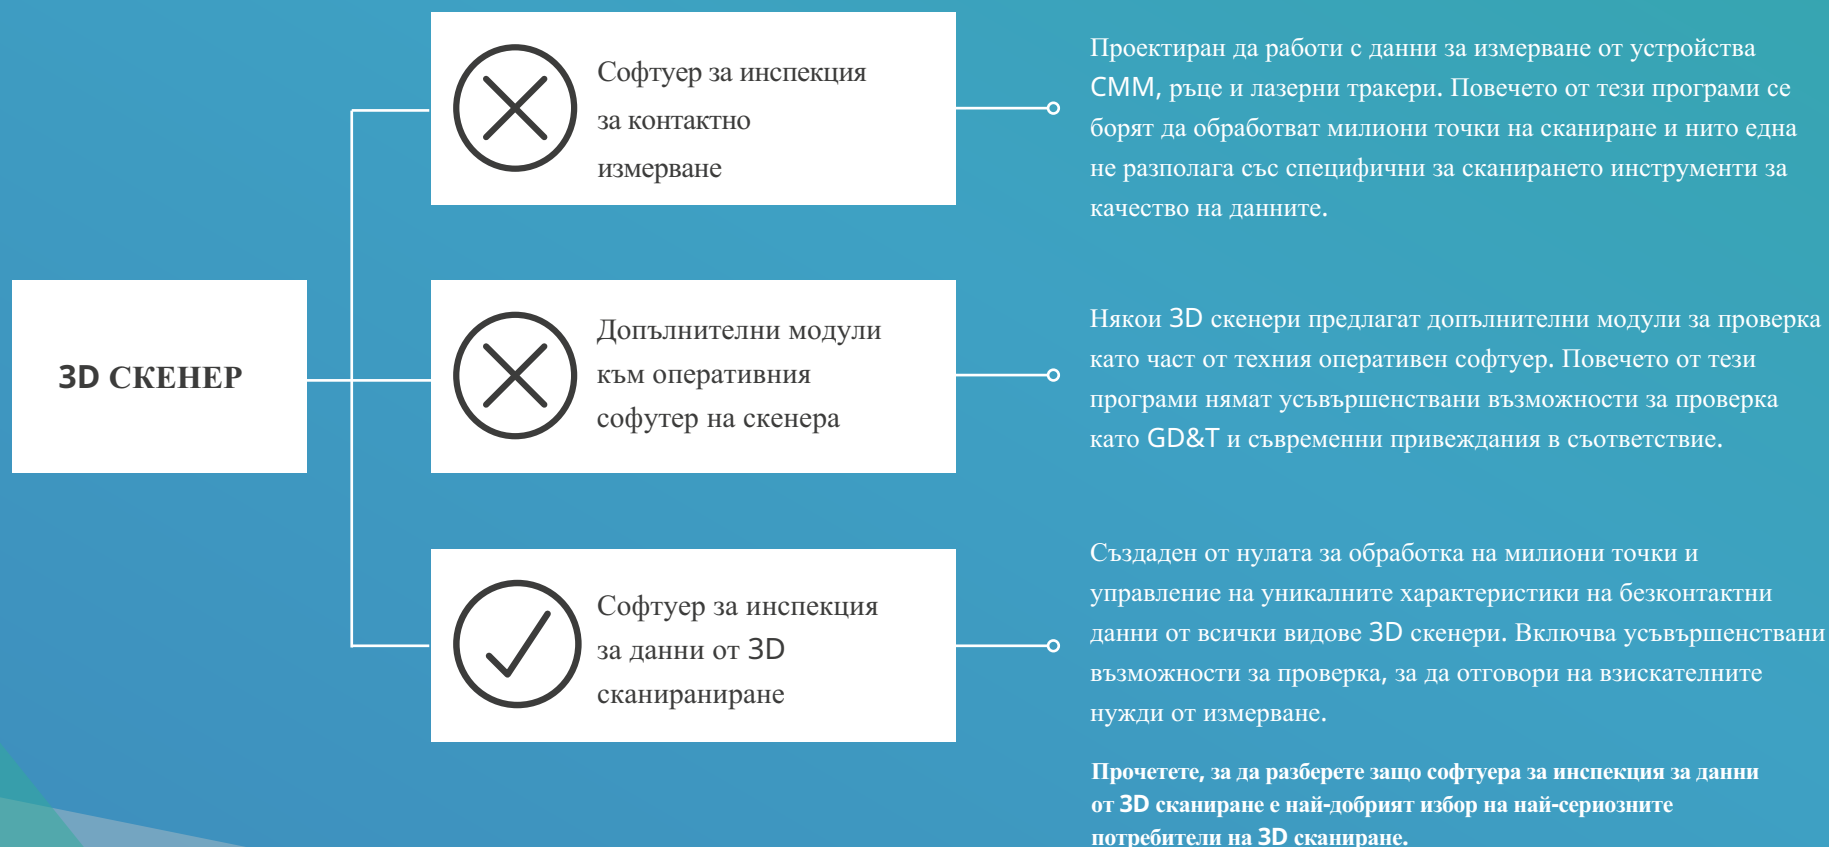 3D СКЕНЕР
Софтуер за инспекция
за контактно
измерване
Проектиран да работи с данни за измерване от устройства
CMM, ръце и лазерни тракери. Повечето от тези програми се
борят да обработват милиони точки на сканиране и нито една
не разполага със специфични за сканирането инструменти за
качество на данните.
Допълнителни модули
към оперативния
софутер на скенера
Някои 3D скенери предлагат допълнителни модули за проверка
като част от техния оперативен софтуер. Повечето от тези
програми нямат усъвършенствани възможности за проверка
като GD&T и съвременни привеждания в съответствие.
Софтуер за инспекция
за данни от 3D
сканираниране
Създаден от нулата за обработка на милиони точки и
управление на уникалните характеристики на безконтактни
данни от всички видове 3D скенери. Включва усъвършенствани
възможности за проверка, за да отговори на взискателните
нужди от измерване.
Прочетете, за да разберете защо софтуера за инспекция за данни
от 3D сканиране е най-добрият избор на най-сериозните
потребители на 3D сканиране.